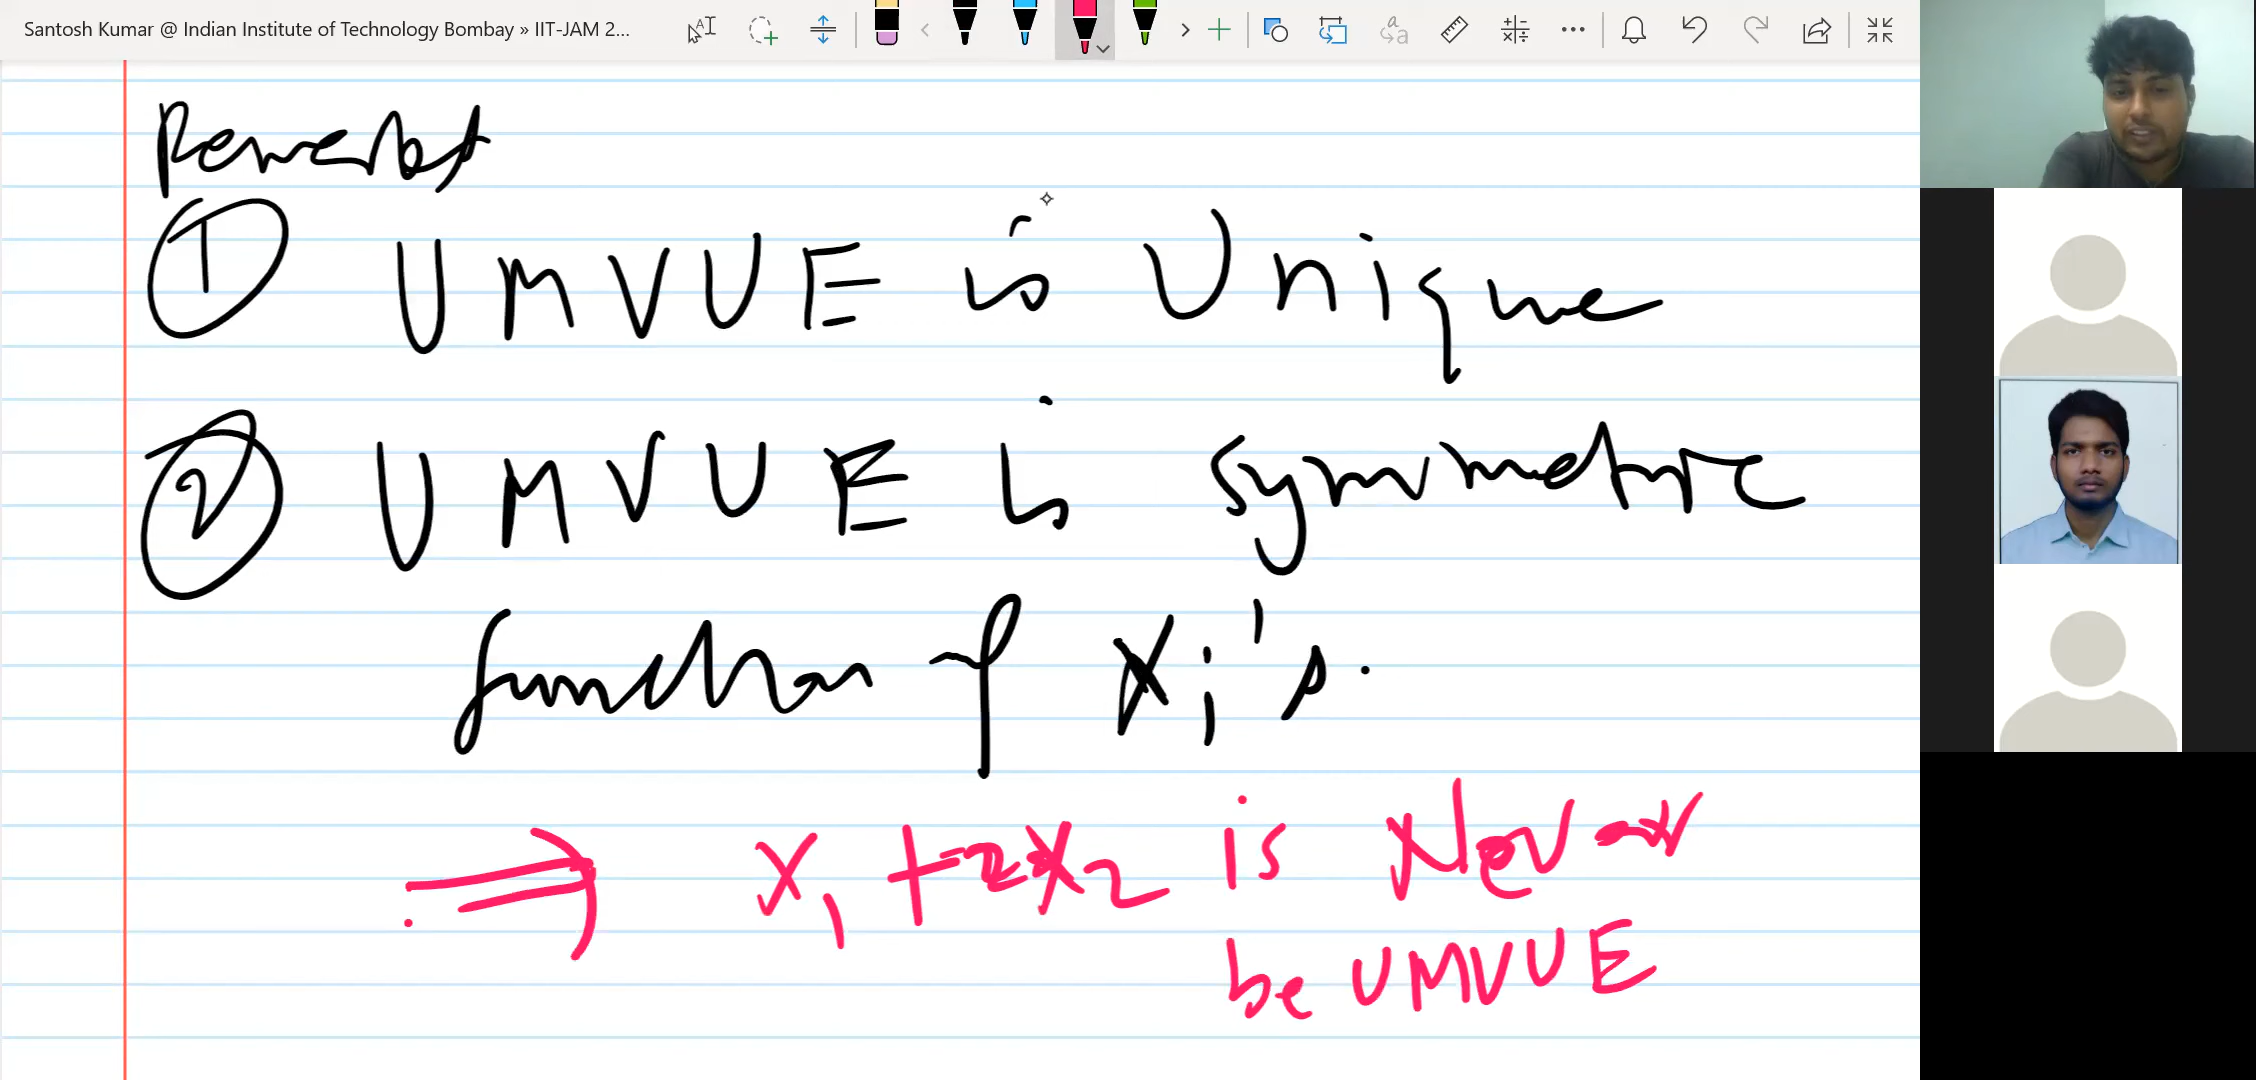 Santosh Kumar @ Indian Institute of Technology Bombay » IIT-JAM 2...
Remark
① UMVUE is Unique
② UMVUE is symmetric
function of Xi's.
⇒ X1 + 2X2 is Never
be UMVUE